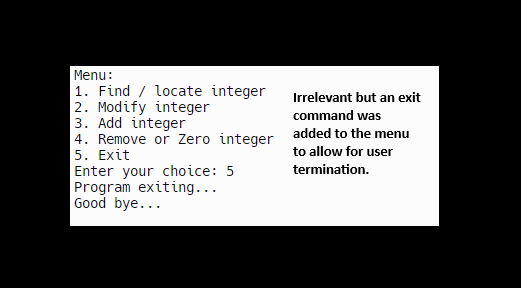 Menu:
1. Find / locate integer
2. Modify integer
3. Add integer
4. Remove or Zero integer
5. Exit
Enter your choice: 5
Program exiting...
Good bye...
Irrelevant but an exit
command was
added to the menu
to allow for user
termination.